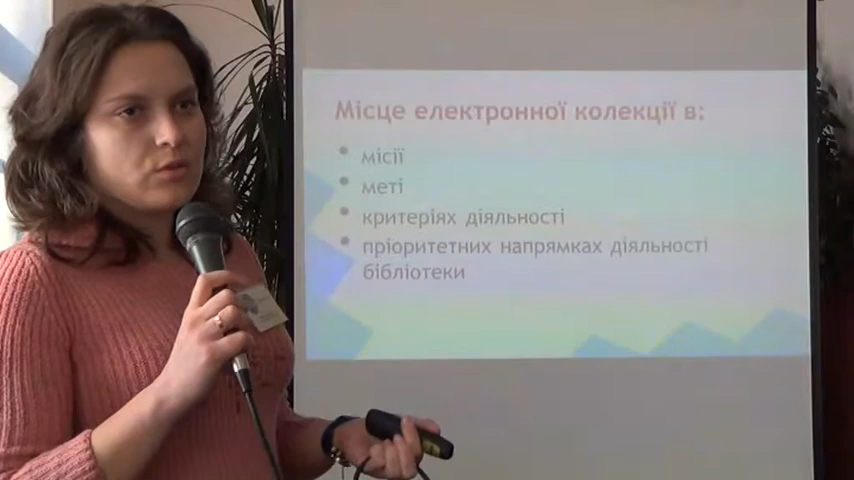 Місце електронної колекції в:
• місії
• меті
• критеріях діяльності
• пріоритетних напрямках діяльності
бібліотеки